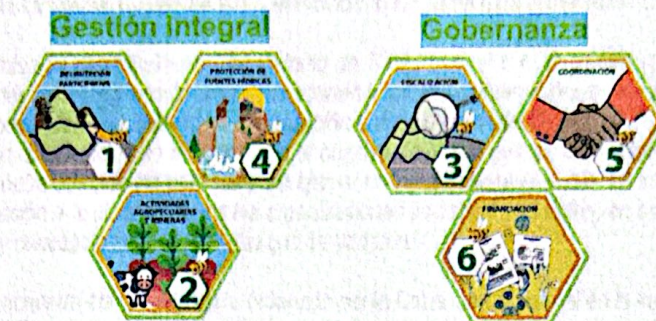 Gestión Integral
Gobernanza
DELIMITACIÓN
PARTICIPATIVA
1
PROTECCIÓN DE
FUENTES HÍDRICAS
4
ACTIVIDADES
AGROPECUARIAS
Y MINERAS
2
FISCALIZACIÓN
3
COORDINACIÓN
5
FINANCIACIÓN
6